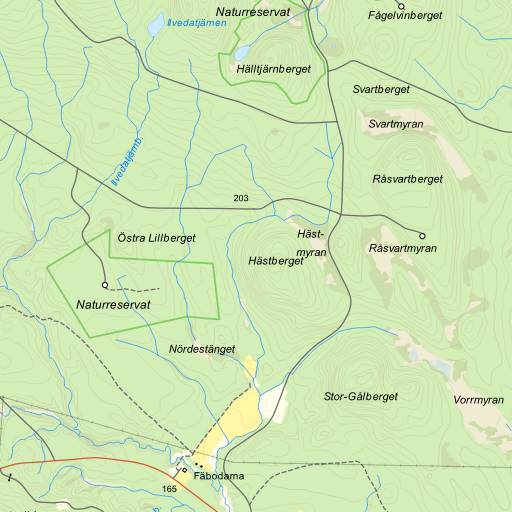 Naturreservat
Fågelvinberget
Ilvedatjärnen
Hälltjärnberget
Svartberget
Svartmyran
Ilvedatjärnb.
Råsvartberget
203
Östra Lillberget
Häst-
myran
Råsvartmyran
Hästberget
Naturreservat
Nördestänget
Stor-Gålberget
Vorrmyran
Fäbodarna
165